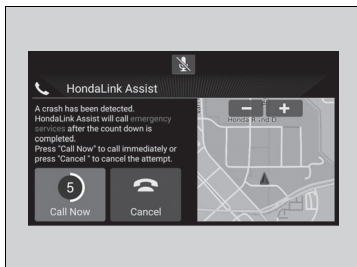 HondaLink Assist
A crash has been detected.
HondaLink Assist will call emergency
services after the count down is
completed.
Press "Call Now" to call immediately or
press "Cancel " to cancel the attempt.
Honda R nd D
5
Call Now
Cancel